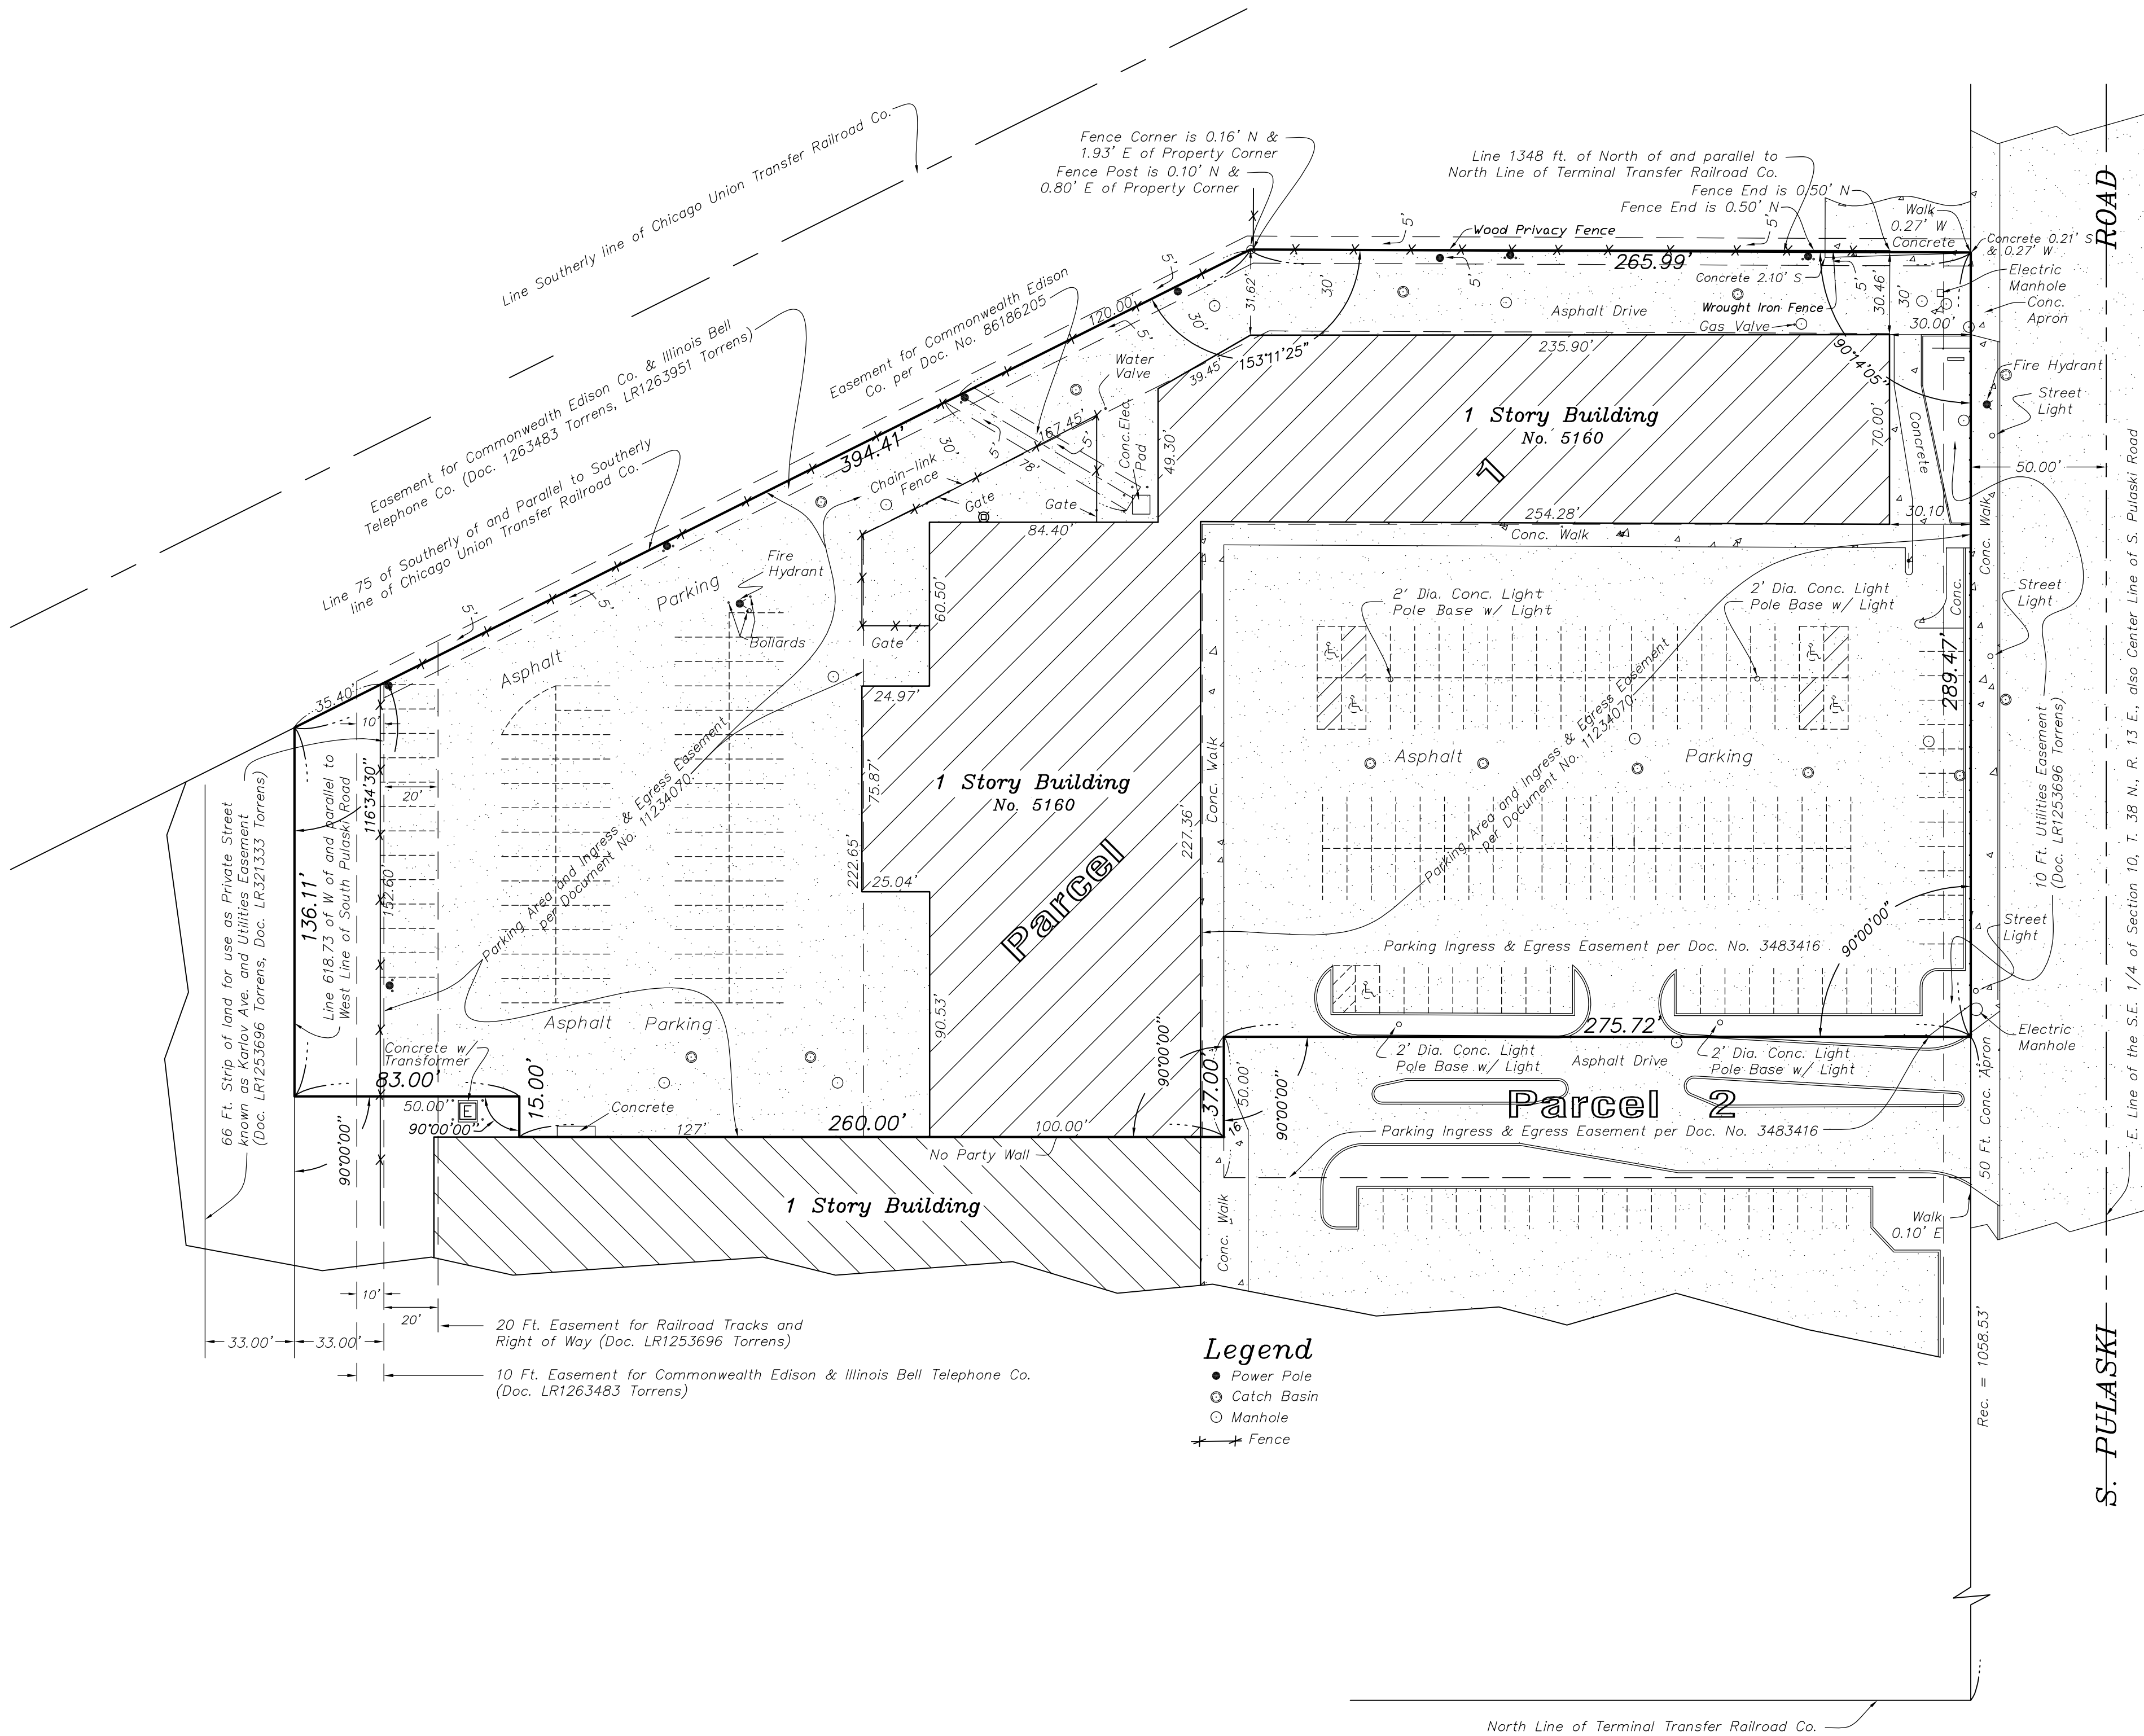 Line Southerly line of Chicago Union Transfer Railroad Co.
Fence Corner is 0.16' N &
1.93' E of Property Corner
Fence Post is 0.10' N &
0.80' E of Property Corner
Line 1348 ft. of North of and parallel to
North Line of Terminal Transfer Railroad Co.
Fence End is 0.50' N
Fence End is 0.50' N
Walk
0.27' W
Concrete
Concrete 0.21' S
& 0.27' W
Electric
Manhole
Conc.
Apron
Fire Hydrant
Street
Light
50.00'
ROAD
Wood Privacy Fence
5'
5'
5'
5'
265.99'
Concrete 2.10' S
Wrought Iron Fence
Gas Valve
Asphalt Drive
30'
31.62'
30.46'
30'
30.00'
235.90'
153°11'25"
90°14'05"
1 Story Building
No. 5160
1
70.00'
Concrete
30.10'
254.28'
Conc. Walk
Easement for Commonwealth Edison
Co. per Doc. No. 86186205
Easement for Commonwealth Edison Co. & Illinois Bell
Telephone Co. (Doc. 1263483 Torrens, LR1263951 Torrens)
Line 75 of Southerly of and Parallel to Southerly
line of Chicago Union Transfer Railroad Co.
5'
120.00'
5'
30'
Water
Valve
39.45'
49.30'
Conc.Elec.
Pad
167.45'
5'
5'
78'
30'
394.41'
Chain-link
Fence
Gate
Gate
84.40'
60.50'
Gate
24.97'
Fire
Hydrant
Bollards
Parking
Asphalt
5'
5'
35.40'
10'
20'
116°34'30"
136.11'
152.60'
Line 618.73 of W of and parallel to
West Line of South Pulaski Road
66 Ft. Strip of land for use as Private Street
known as Karlov Ave. and Utilities Easement
(Doc. LR1253696 Torrens, Doc. LR321333 Torrens)
Parking Area and Ingress & Egress Easement
per Document No. 11234070
75.87'
222.65'
25.04'
90.53'
1 Story Building
No. 5160
Parcel
227.36'
Conc. Walk
2' Dia. Conc. Light
Pole Base w/ Light
2' Dia. Conc. Light
Pole Base w/ Light
Asphalt
Parking
Parking Area and Ingress & Egress Easement
per Document No. 11234070
289.47'
Conc.
Conc. Walk
Street
Light
10 Ft. Utilities Easement
(Doc. LR1253696 Torrens)
Street
Light
E. Line of the S.E. 1/4 of Section 10, T. 38 N., R. 13 E., also Center Line of S. Pulaski Road
90°00'00"
Parking Ingress & Egress Easement per Doc. No. 3483416
275.72'
2' Dia. Conc. Light
Pole Base w/ Light
Asphalt Drive
2' Dia. Conc. Light
Pole Base w/ Light
Electric
Manhole
50 Ft. Conc. Apron
Parcel 2
Parking Ingress & Egress Easement per Doc. No. 3483416
90°00'00"
37.00'
50.00'
16'
90°00'00"
Asphalt Parking
Concrete w/
Transformer
83.00'
50.00'
E
90°00'00"
15.00'
Concrete
127'
260.00'
100.00'
No Party Wall
90°00'00"
1 Story Building
Conc. Walk
Walk
0.10' E
10'
20'
33.00'
33.00'
20 Ft. Easement for Railroad Tracks and
Right of Way (Doc. LR1253696 Torrens)
10 Ft. Easement for Commonwealth Edison & Illinois Bell Telephone Co.
(Doc. LR1263483 Torrens)
Legend
Power Pole
Catch Basin
Manhole
Fence
Rec. = 1058.53'
S. PULASKI
North Line of Terminal Transfer Railroad Co.